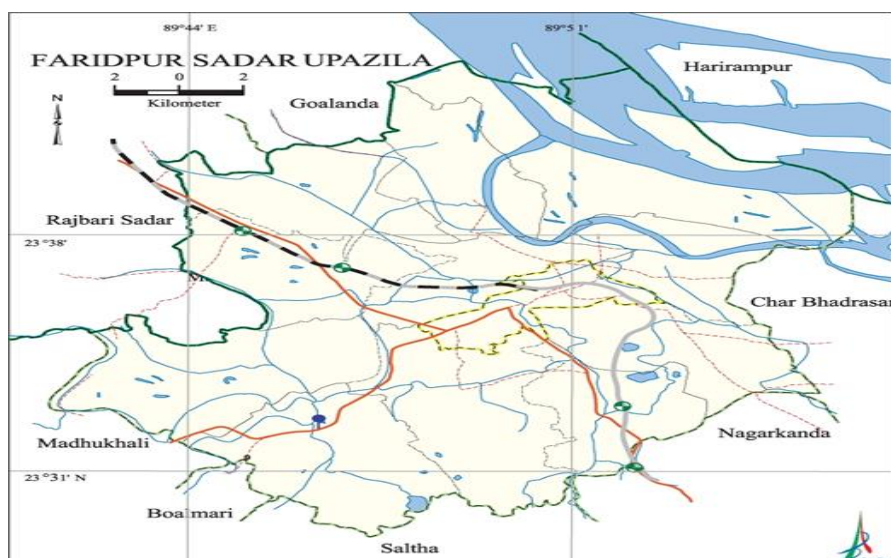 89°44' E
89°5 1'
FARIDPUR SADAR UPAZILA
2 0 2
Kilometer
N
Goalanda
Harirampur
Rajbari Sadar
23°38'
M
Char Bhadrasan
Madhukhali
Nagarkanda
23°31' N
Boalmari
Saltha